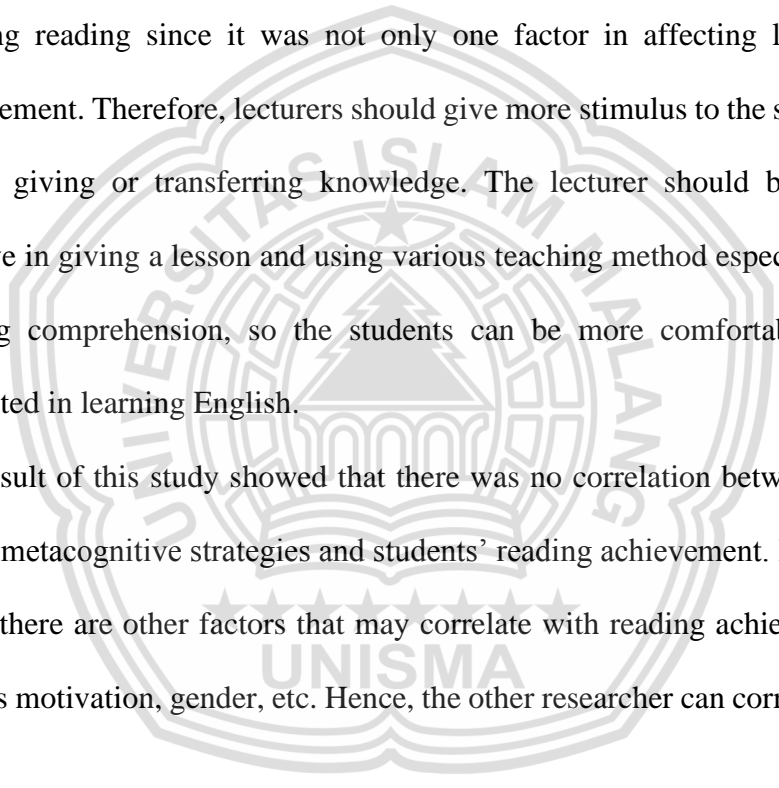 ng reading since it was not only one factor in affecting l
ement. Therefore, lecturers should give more stimulus to the s
giving or transferring knowledge. The lecturer should b
e in giving a lesson and using various teaching method espec
g comprehension, so the students can be more comfortab
ted in learning English.
sult of this study showed that there was no correlation betw
metacognitive strategies and students’ reading achievement.
there are other factors that may correlate with reading achie
s motivation, gender, etc. Hence, the other researcher can corr
UNIVERSITAS ISLAM MALANG
UNISMA